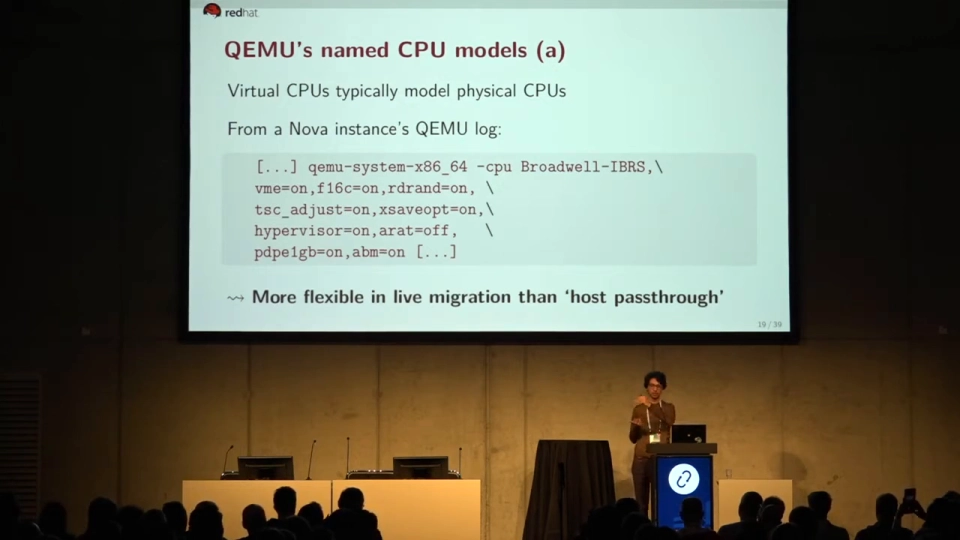 redhat
QEMU's named CPU models (a)
Virtual CPUs typically model physical CPUs
From a Nova instance's QEMU log:
[...] qemu-system-x86_64 -cpu Broadwell-IBRS,\
vme=on,f16c=on,rdrand=on, \
tsc_adjust=on,xsaveopt=on,\
hypervisor=on,arat=off, \
pdpe1gb=on,abm=on [...]
⇝ More flexible in live migration than ‘host passthrough’
19 / 39